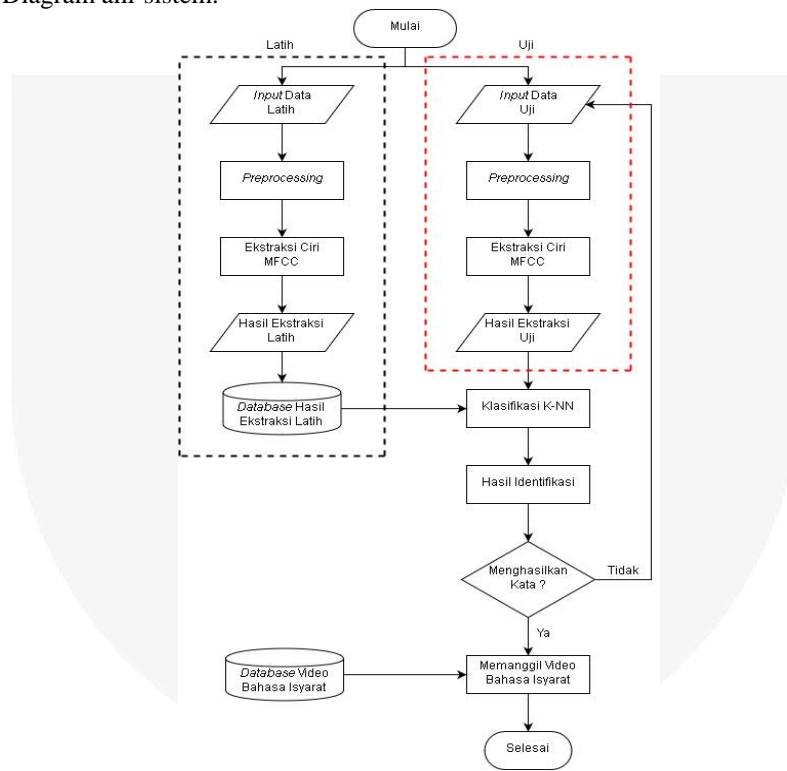 Diagram alir sistem.
Mulai
Latih
Uji
Input Data
Latih
Input Data
Uji
Preprocessing
Preprocessing
Ekstraksi Ciri
MFCC
Ekstraksi Ciri
MFCC
Hasil Ekstraksi
Latih
Hasil Ekstraksi
Uji
Database Hasil
Ekstraksi Latih
Klasifikasi K-NN
Hasil Identifikasi
Menghasilkan
Kata ?
Tidak
Ya
Database Video
Bahasa Isyarat
Memanggil Video
Bahasa Isyarat
Selesai